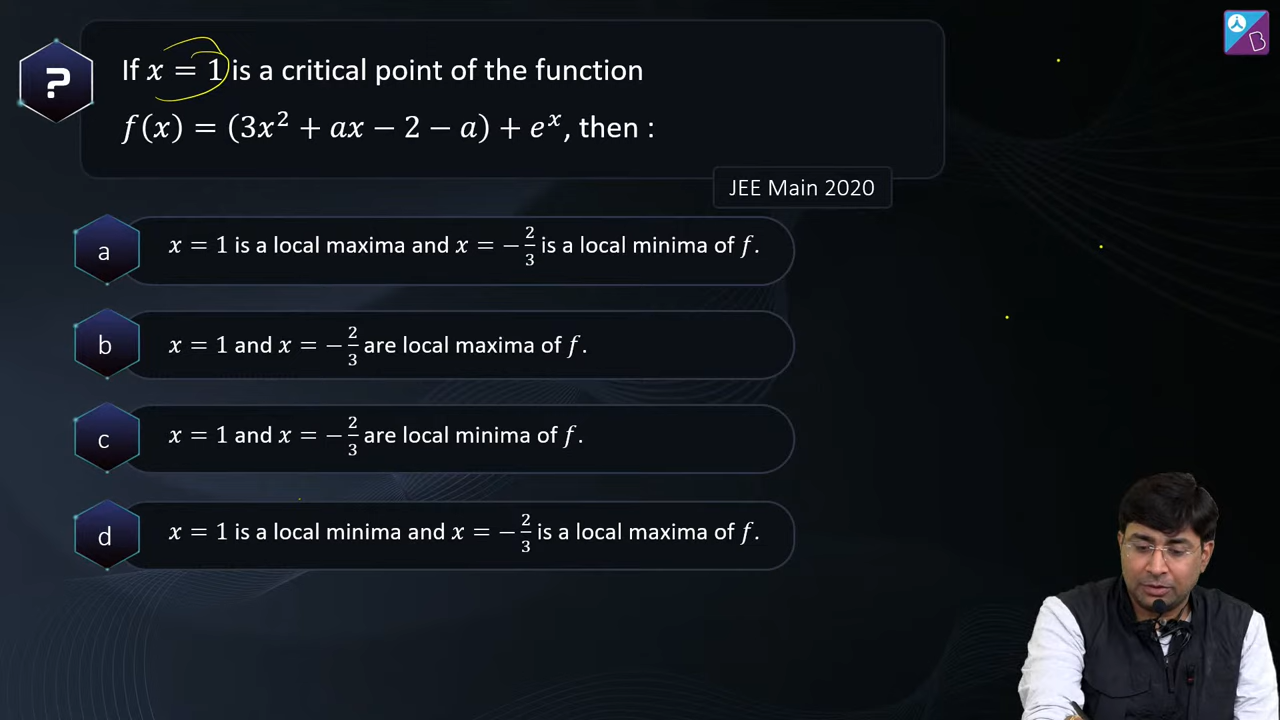 ?
If x = 1 is a critical point of the function
f(x) = (3x² + ax − 2 − a) + eˣ, then :
JEE Main 2020
a x = 1 is a local maxima and x = −2/3 is a local minima of f.
b x = 1 and x = −2/3 are local maxima of f.
c x = 1 and x = −2/3 are local minima of f.
d x = 1 is a local minima and x = −2/3 is a local maxima of f.
B